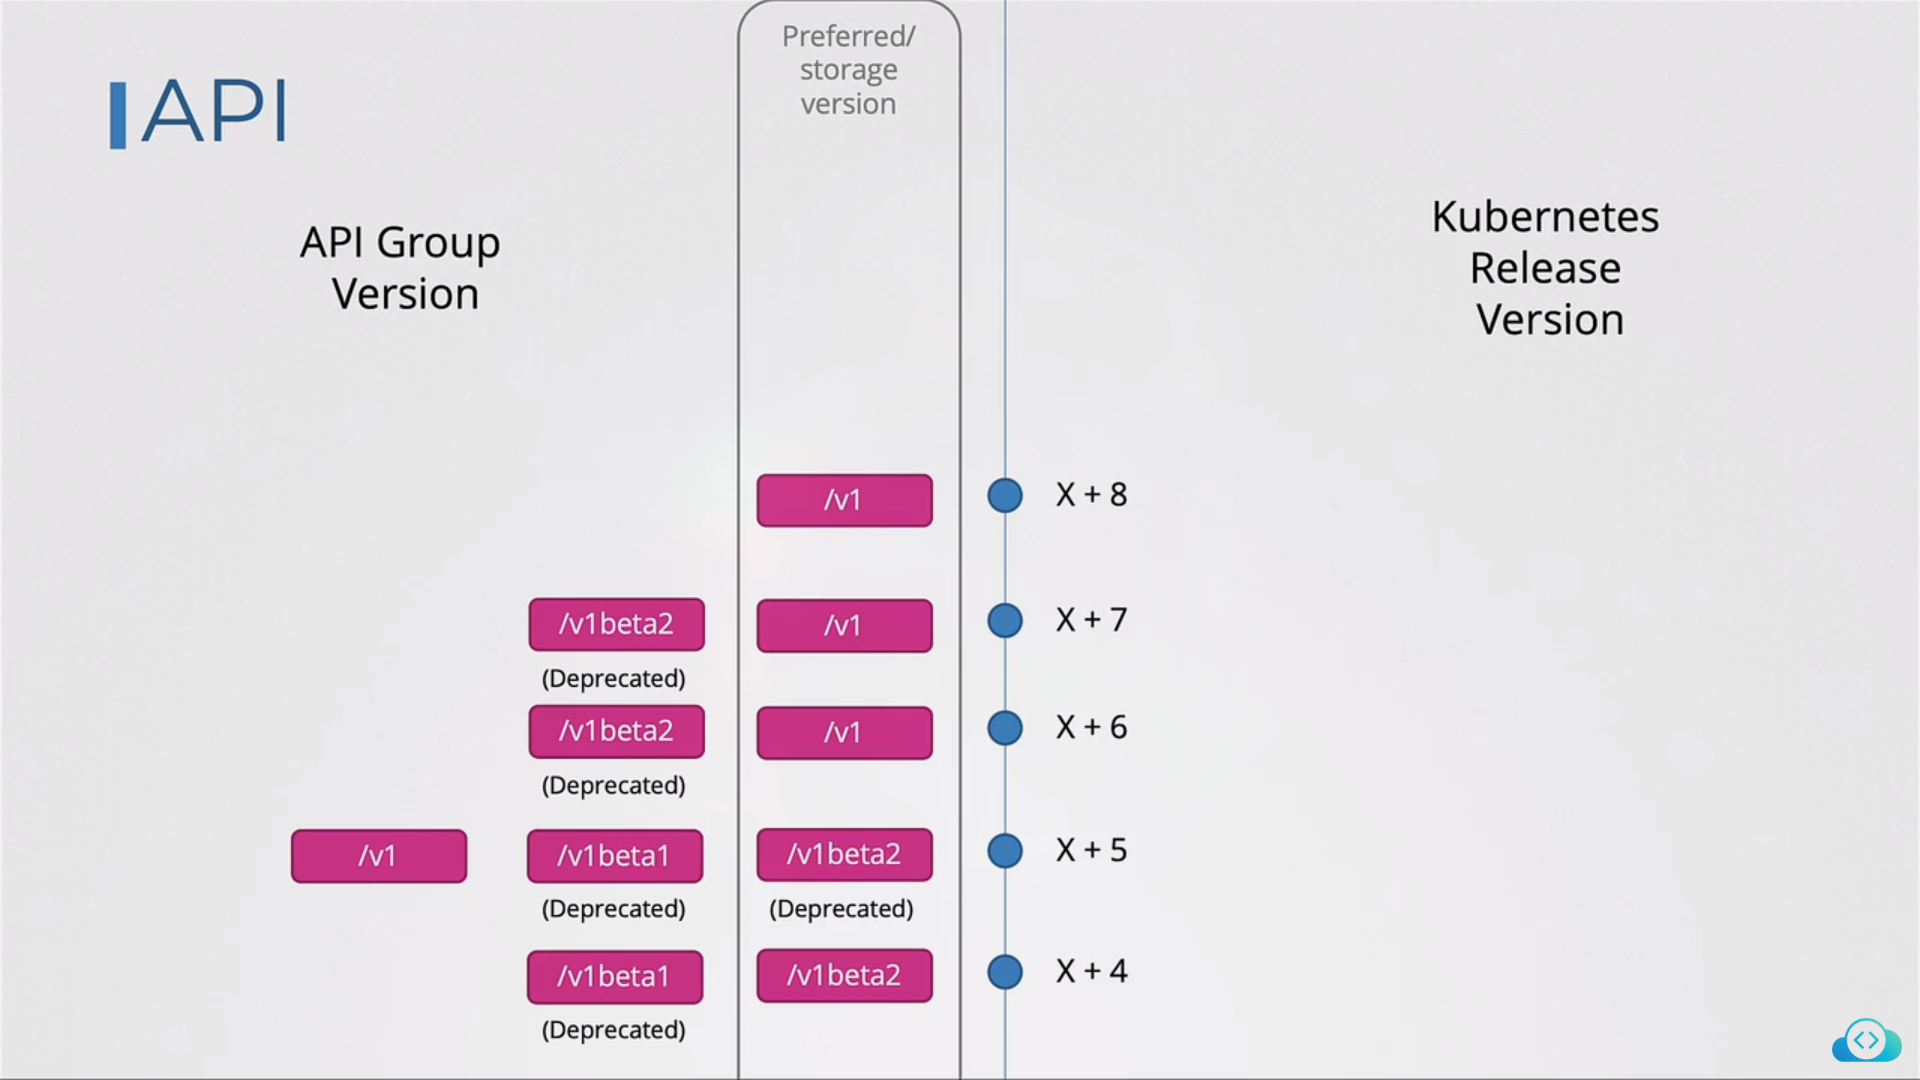 Preferred/
storage
version
API
API Group
Version
Kubernetes
Release
Version
/v1
X + 8
/v1beta2
/v1
X + 7
(Deprecated)
/v1beta2
/v1
X + 6
(Deprecated)
/v1
/v1beta1
/v1beta2
X + 5
(Deprecated)
(Deprecated)
/v1beta1
/v1beta2
X + 4
(Deprecated)